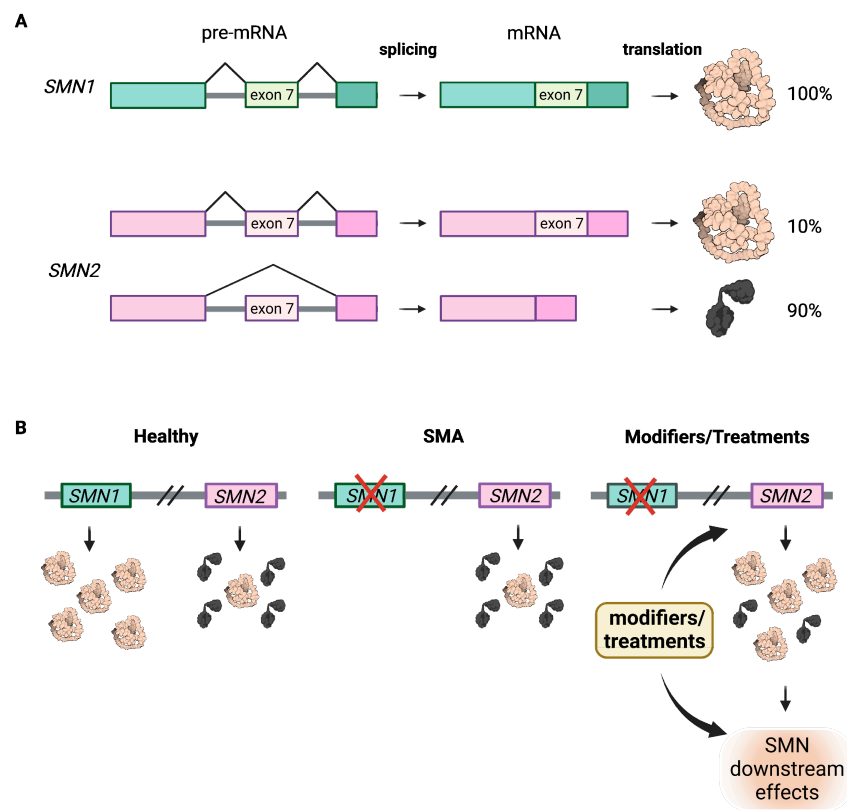 A
pre-mRNA
splicing
mRNA
translation
SMN1
exon 7
exon 7
100%
SMN2
exon 7
exon 7
10%
exon 7
90%
B
Healthy
SMA
Modifiers/Treatments
SMN1
SMN2
SMN1
SMN2
SMN1
SMN2
modifiers/
treatments
SMN
downstream
effects